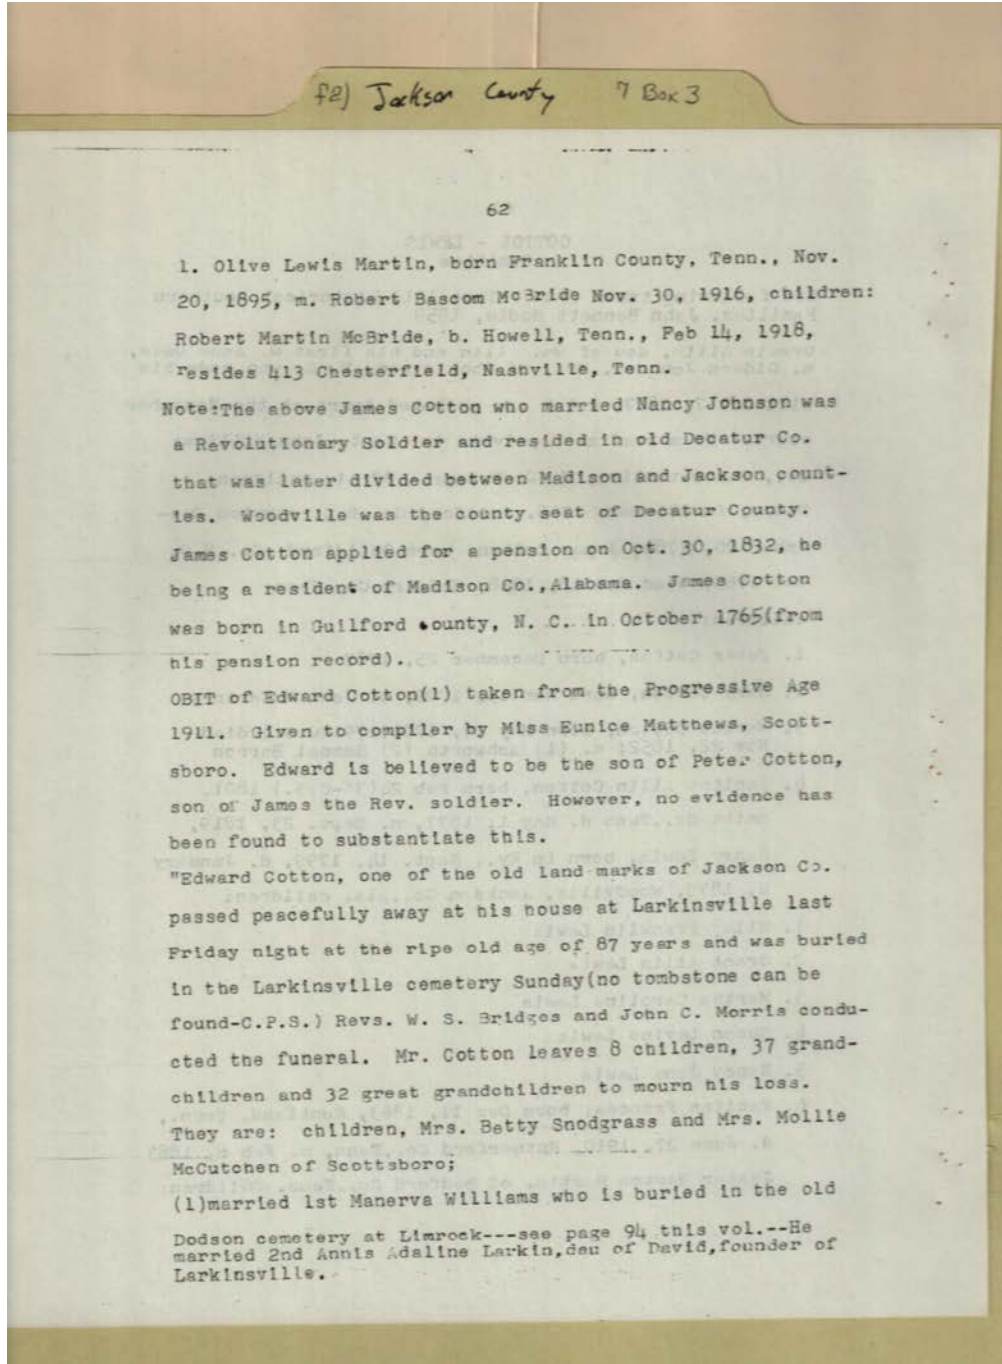 f2) Jackson County 7 Box 3
62
1. Olive Lewis Martin, born Franklin County, Tenn., Nov.
20, 1895, m. Robert Bascom McBride Nov. 30, 1916, children:
Robert Martin McBride, b. Howell, Tenn., Feb 14, 1918,
resides 413 Chesterfield, Nashville, Tenn.
Note:The above James Cotton who married Nancy Johnson was
a Revolutionary Soldier and resided in old Decatur Co.
that was later divided between Madison and Jackson count-
ies. Woodville was the county seat of Decatur County.
James Cotton applied for a pension on Oct. 30, 1832, he
being a resident of Madison Co.,Alabama. James Cotton
was born in Guilford county, N. C. in October 1765(from
his pension record).
OBIT of Edward Cotton(1) taken from the Progressive Age
1911. Given to compiler by Miss Eunice Matthews, Scott-
sboro. Edward is believed to be the son of Peter Cotton,
son of James the Rev. soldier. However, no evidence has
been found to substantiate this.
"Edward Cotton, one of the old land marks of Jackson Co.
passed peacefully away at his house at Larkinsville last
Friday night at the ripe old age of 87 years and was buried
in the Larkinsville cemetery Sunday(no tombstone can be
found-C.P.S.) Revs. W. S. Bridges and John C. Morris condu-
cted the funeral. Mr. Cotton leaves 8 children, 37 grand-
children and 32 great grandchildren to mourn his loss.
They are: children, Mrs. Betty Snodgrass and Mrs. Mollie
McCutchen of Scottsboro;
(1)married 1st Manerva Williams who is buried in the old
Dodson cemetery at Limrock---see page 94 this vol.--He
married 2nd Annis Adaline Larkin,dau of David,founder of
Larkinsville.